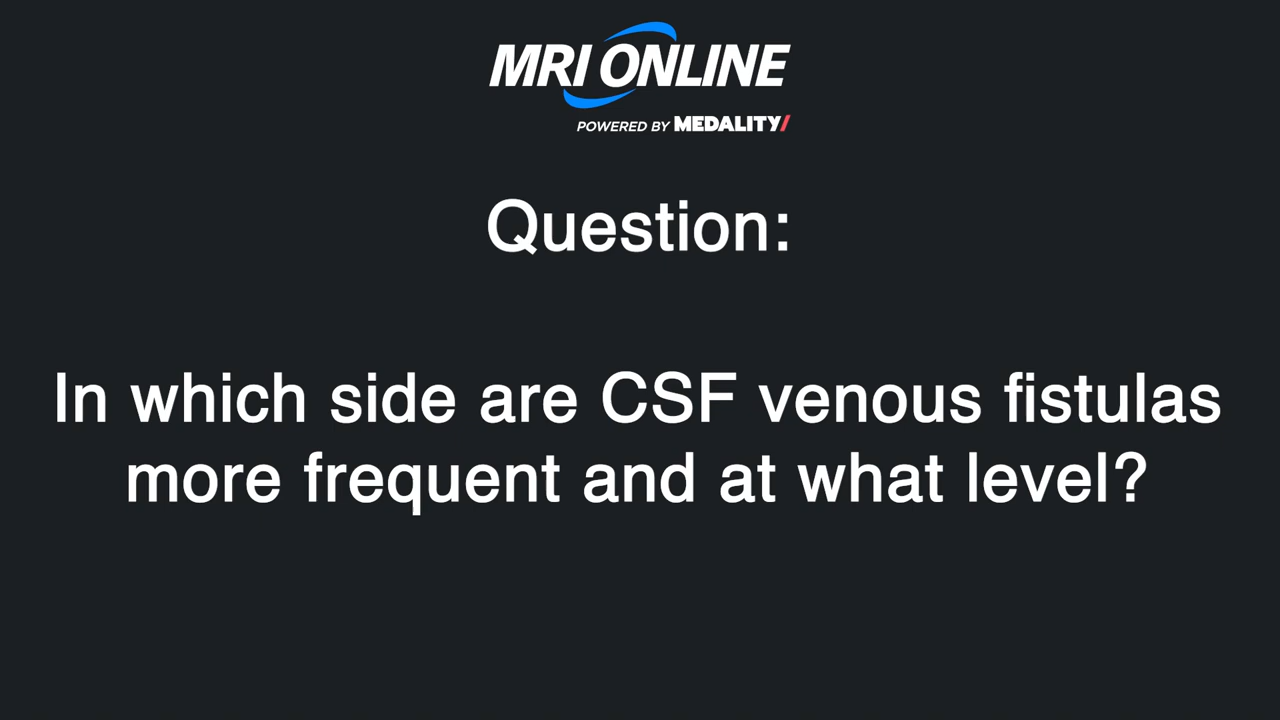 MRI ONLINE
POWERED BY MEDALITY/
Question:
In which side are CSF venous fistulas
more frequent and at what level?